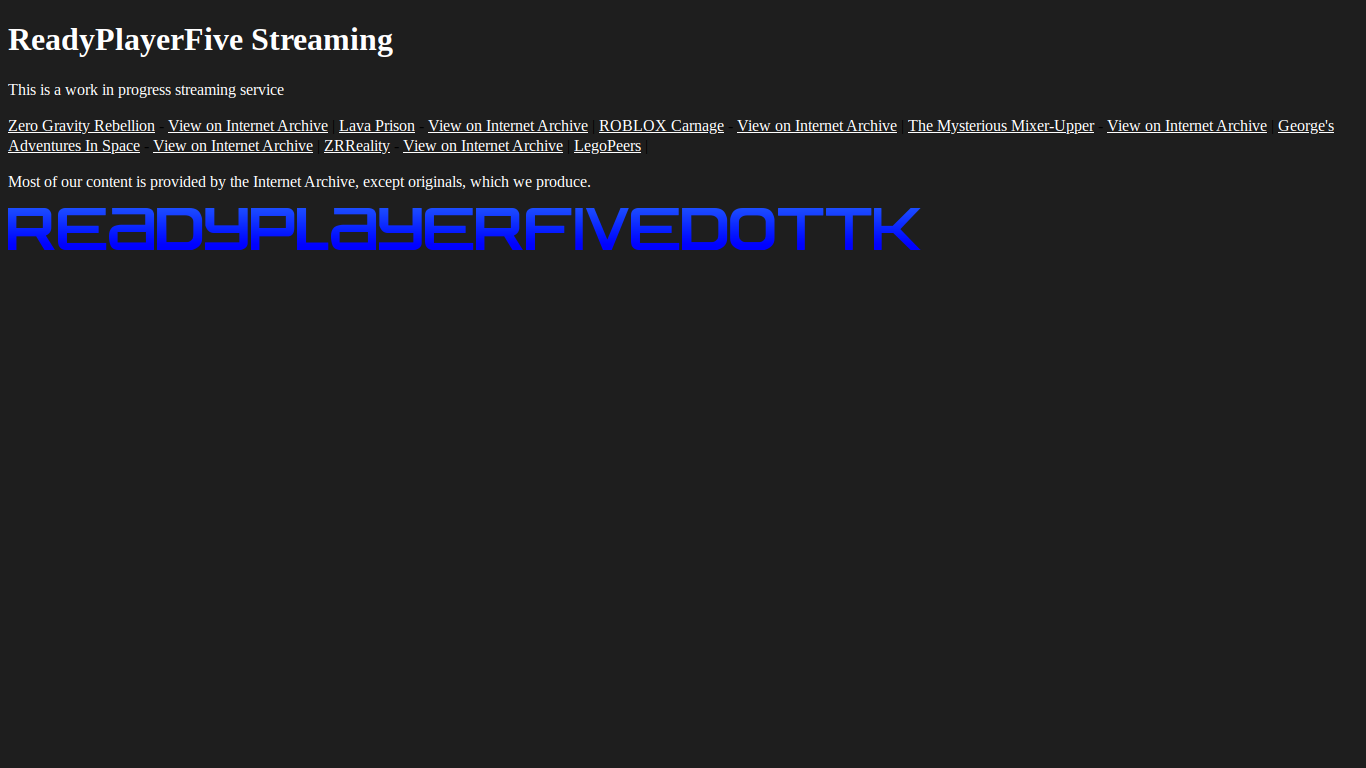 ReadyPlayerFive Streaming
This is a work in progress streaming service
Zero Gravity Rebellion - View on Internet Archive | Lava Prison - View on Internet Archive | ROBLOX Carnage - View on Internet Archive | The Mysterious Mixer-Upper - View on Internet Archive | George's
Adventures In Space - View on Internet Archive | ZRReality - View on Internet Archive | LegoPeers |
Most of our content is provided by the Internet Archive, except originals, which we produce.
READYPLAYERFIVEDOTTK